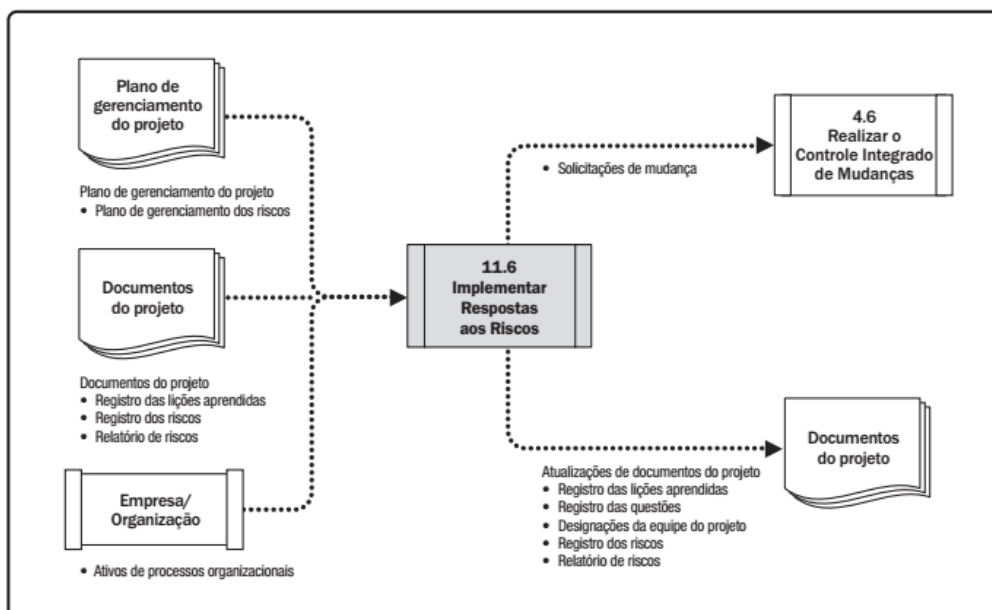 Plano de
gerenciamento
do projeto
Plano de gerenciamento do projeto
• Plano de gerenciamento dos riscos
Documentos
do projeto
Documentos do projeto
• Registro das lições aprendidas
• Registro dos riscos
• Relatório de riscos
Empresa/
Organização
• Ativos de processos organizacionais
11.6
Implementar
Respostas
aos Riscos
• Solicitações de mudança
4.6
Realizar o
Controle Integrado
de Mudanças
Documentos
do projeto
Atualizações de documentos do projeto
• Registro das lições aprendidas
• Registro das questões
• Designações da equipe do projeto
• Registro dos riscos
• Relatório de riscos